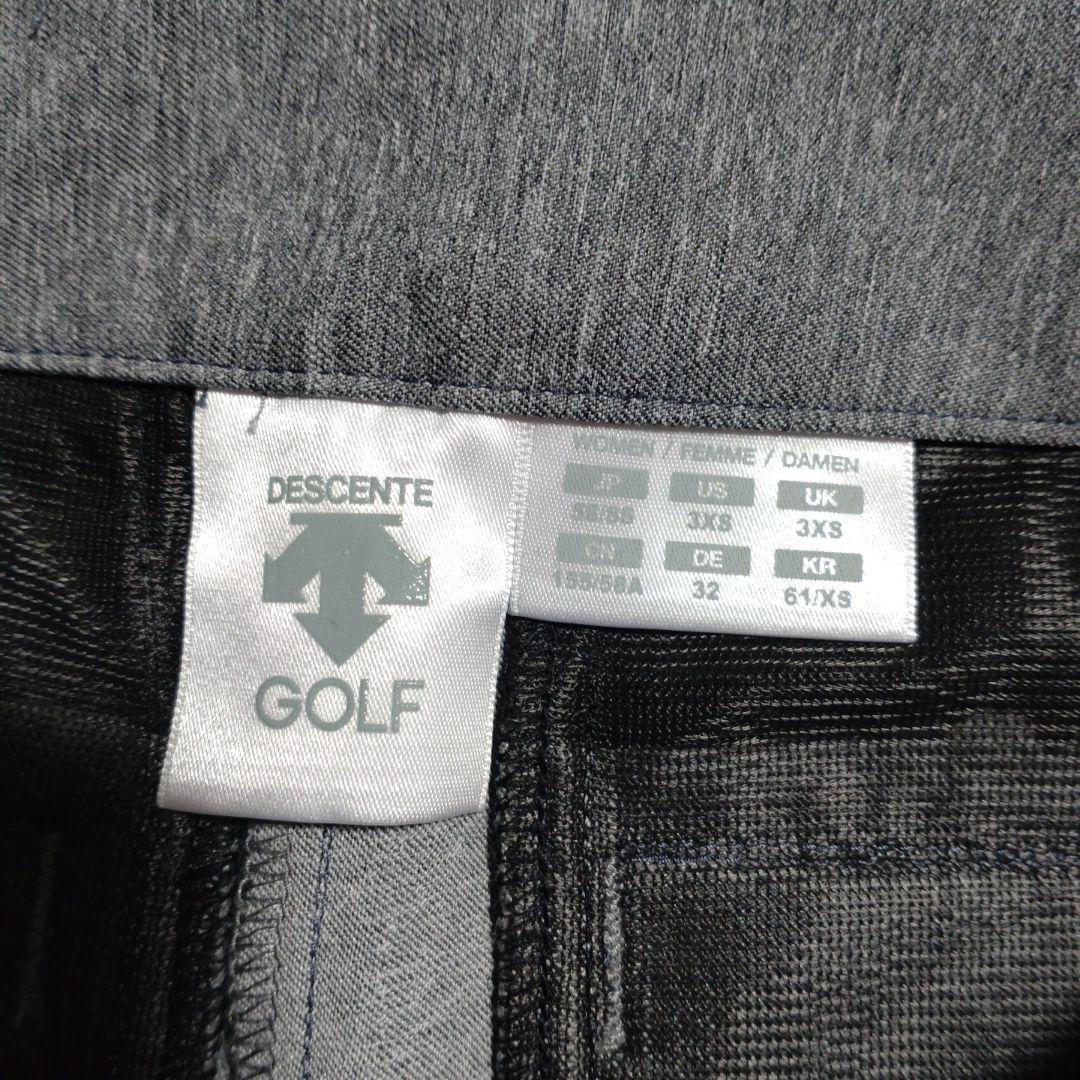 DESCENTE
GOLF
WOMEN / FEMME / DAMEN
JP US UK
3XS 3XS
CN DE KR
32 61/XS